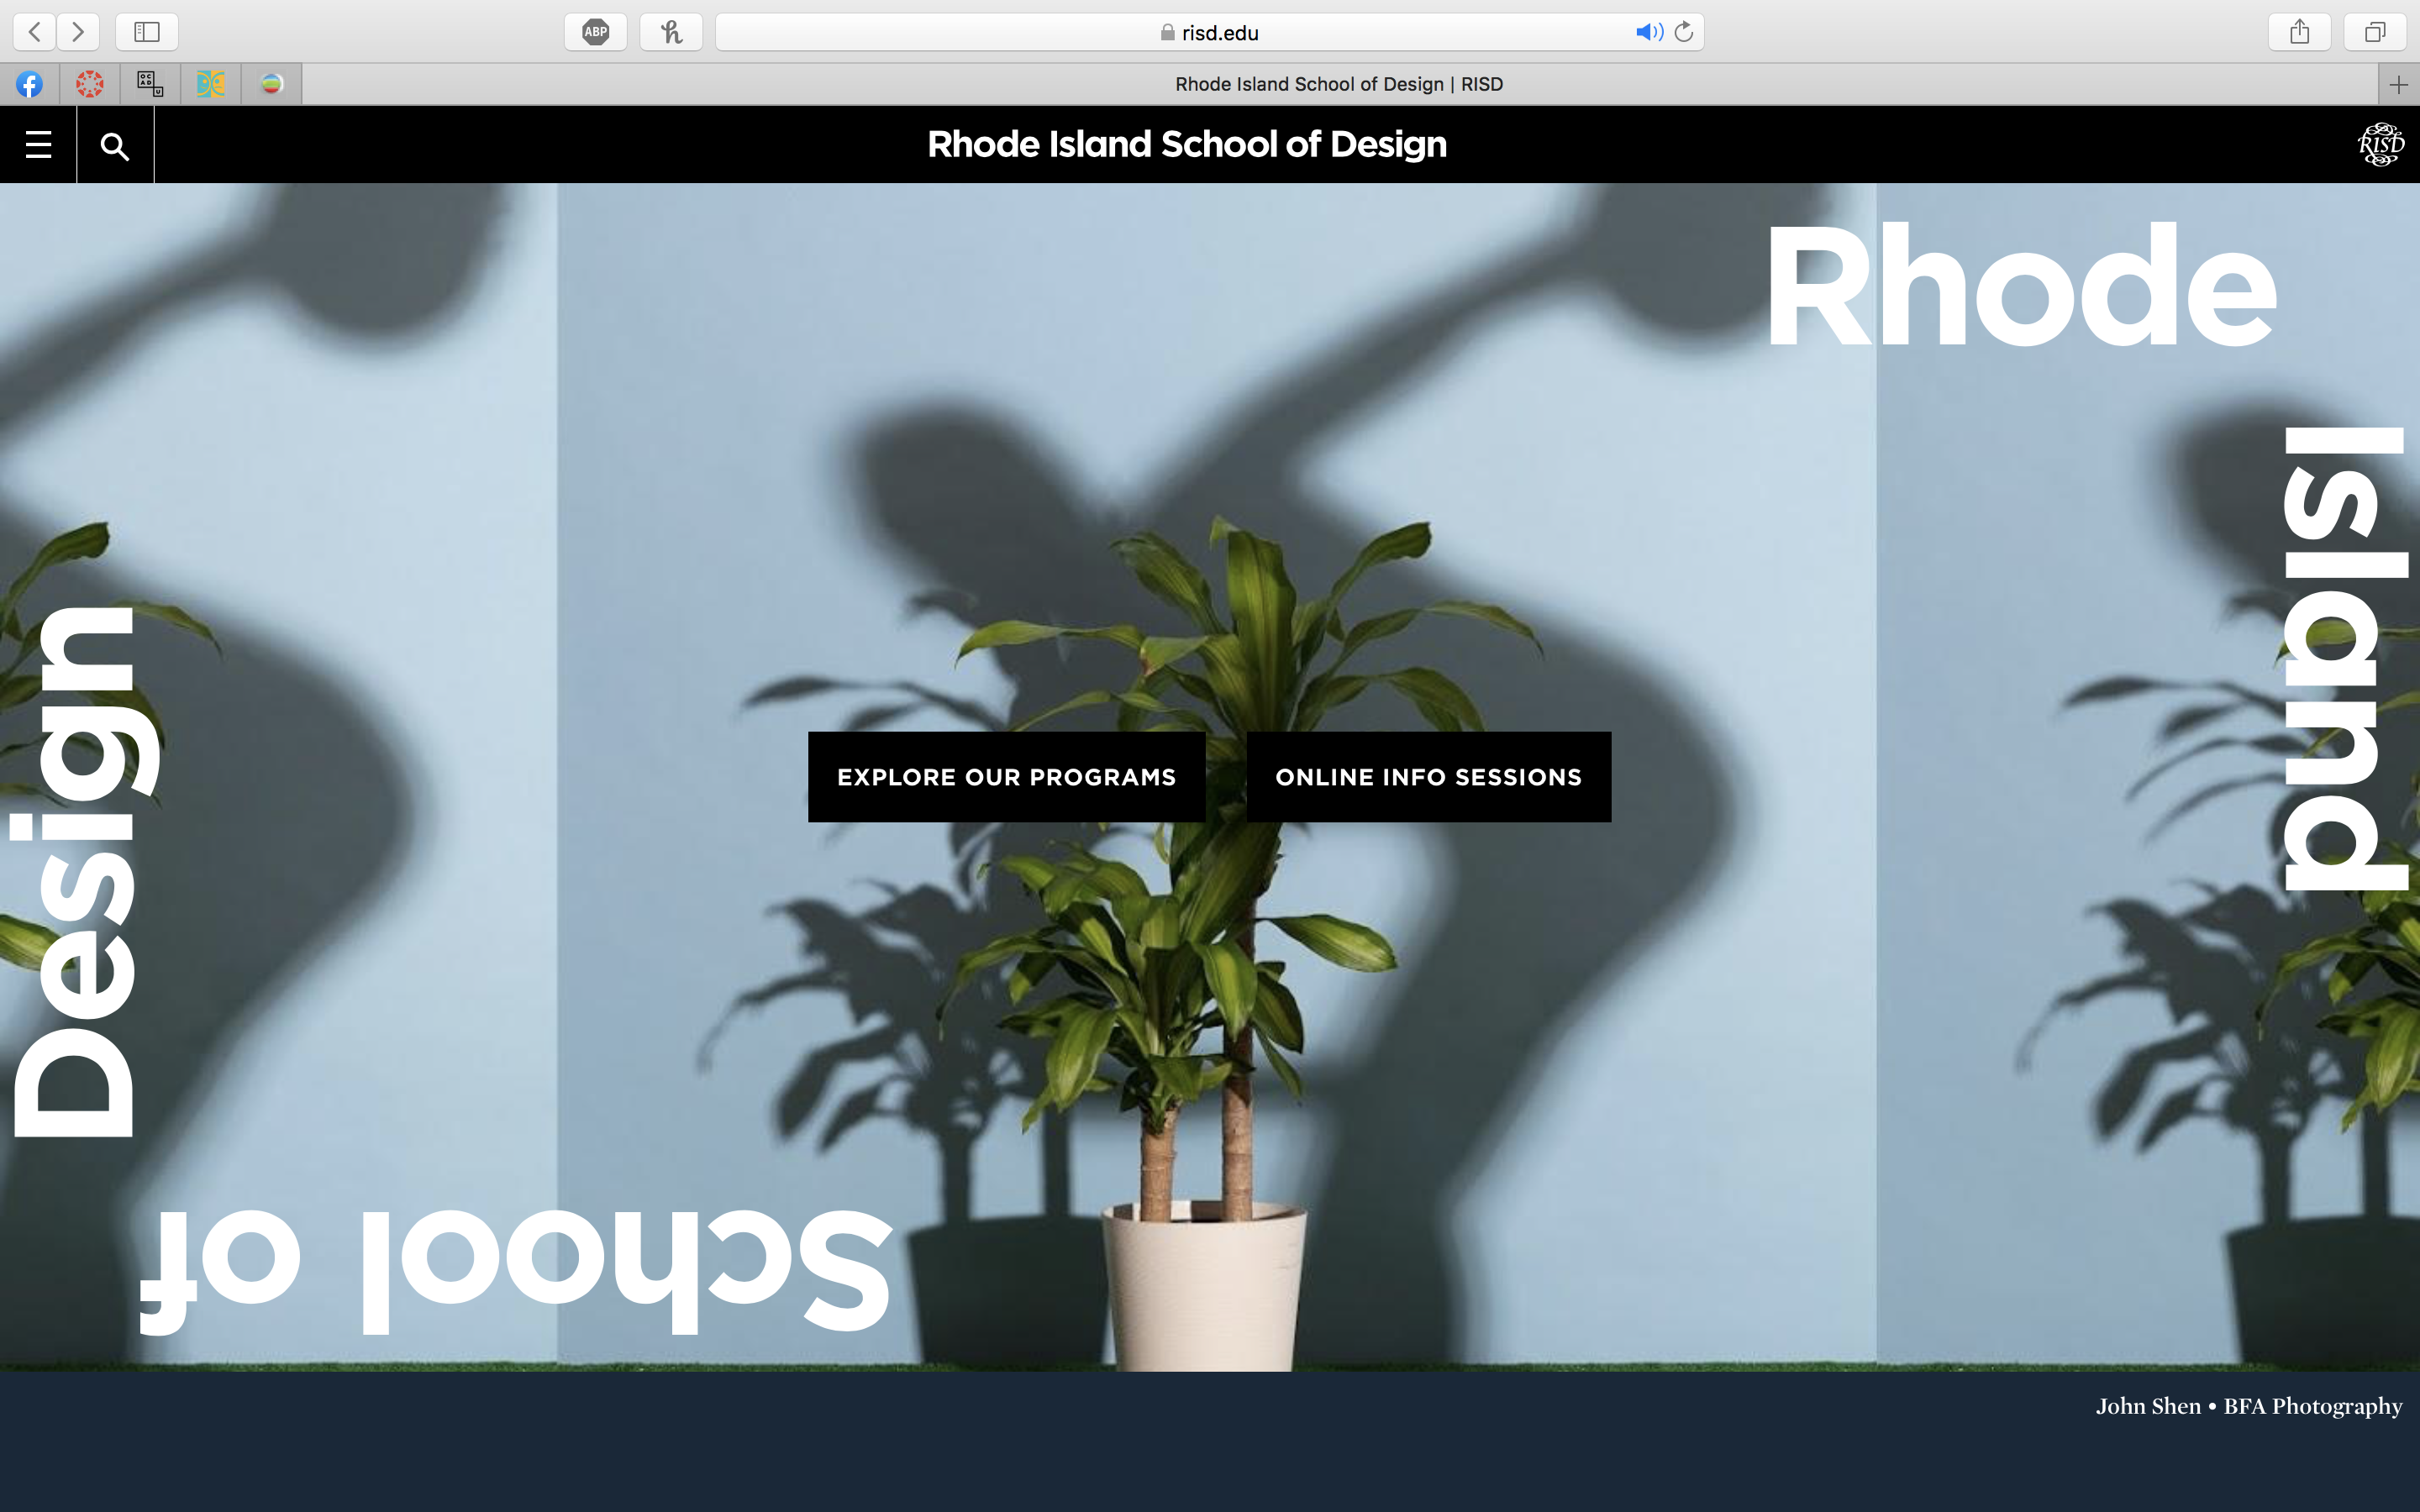 ABP
risd.edu
OCAD U
Rhode Island School of Design | RISD
Rhode Island School of Design
RISD
Rhode
Island
School of
Design
EXPLORE OUR PROGRAMS
ONLINE INFO SESSIONS
John Shen • BFA Photography